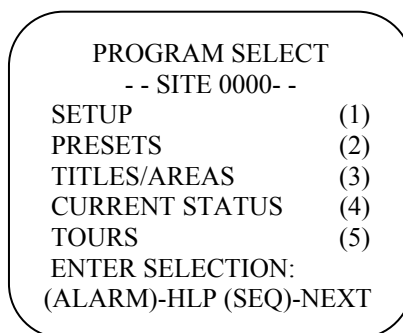 PROGRAM SELECT
- - SITE 0000- -
SETUP (1)
PRESETS (2)
TITLES/AREAS (3)
CURRENT STATUS (4)
TOURS (5)
ENTER SELECTION:
(ALARM)-HLP (SEQ)-NEXT